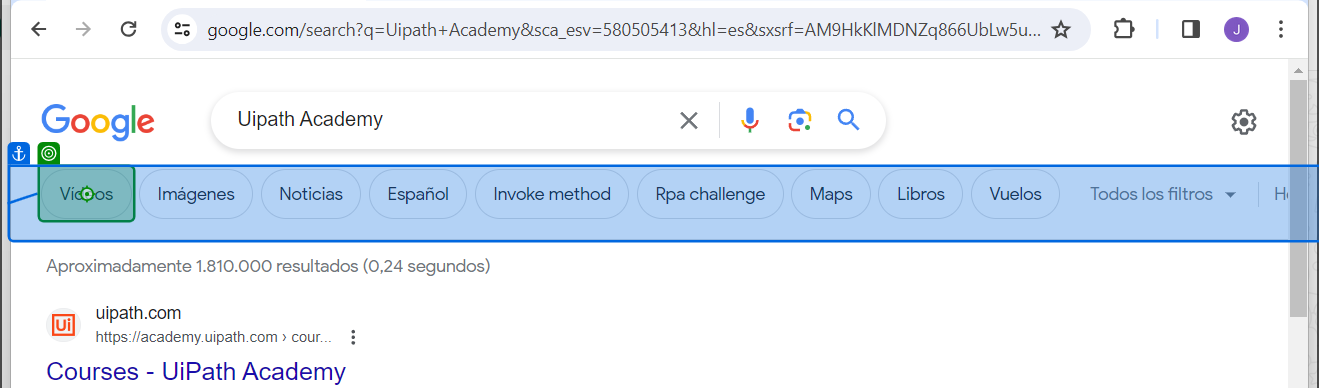 google.com/search?q=Uipath+Academy&sca_esv=580505413&hl=es&sxsrf=AM9HkKlMDNZq866UbLw5u...
J
Google
Uipath Academy
Vídeos Imágenes Noticias Español Invoke method Rpa challenge Maps Libros Vuelos Todos los filtros
Aproximadamente 1.810.000 resultados (0,24 segundos)
Ui
uipath.com
https://academy.uipath.com › cour...
Courses - UiPath Academy